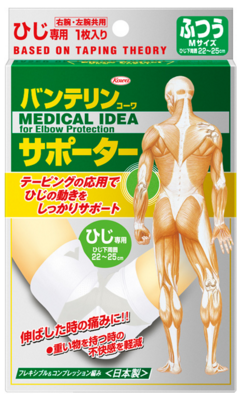 ひじ専用
右腕・左腕共用
1枚入り
BASED ON TAPING THEORY
ふつう
Mサイズ
ひじ下周囲22~25cm
Kowa
バンテリンコーワ
MEDICAL IDEA
for Elbow Protection
サポーター
テーピングの応用で
ひじの動きを
しっかりサポート
ひじ専用
ひじ下周囲
22~25cm
伸ばした時の痛みに!!
●重い物を持つ時の
不快感を軽減
フレキシブル&コンプレッション編み
<日本製>